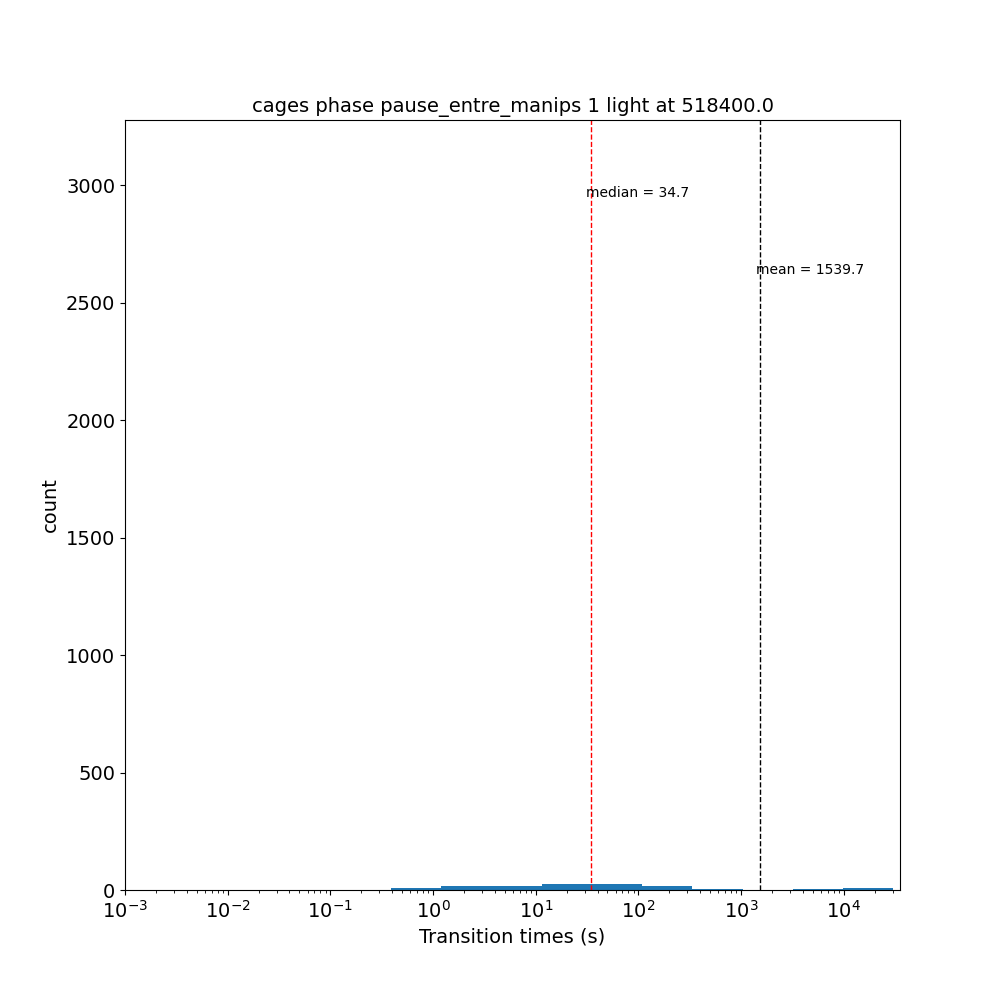 cages phase pause_entre_manips 1 light at 518400.0
3000
median = 34.7
mean = 1539.7
2500
2000
count
1500
1000
500
0
10⁻³ 10⁻² 10⁻¹ 10⁰ 10¹ 10² 10³ 10⁴
Transition times (s)